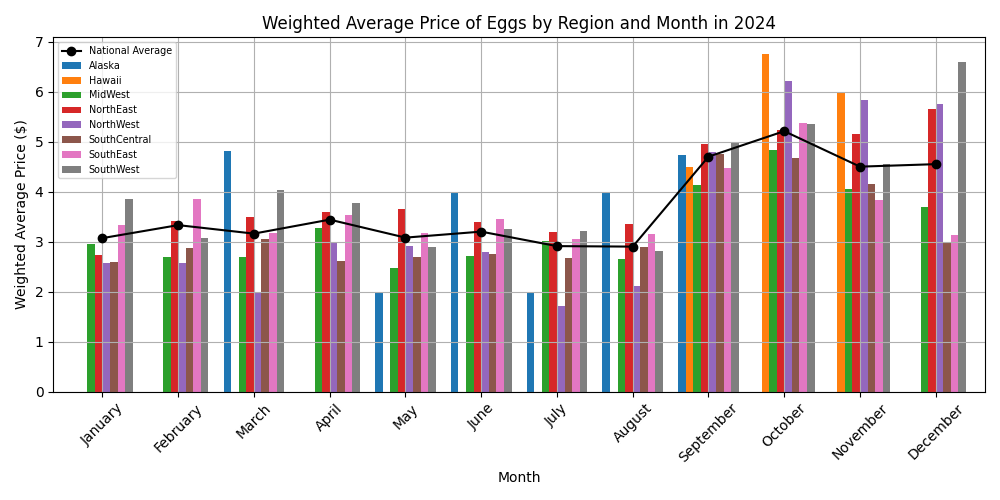 Weighted Average Price of Eggs by Region and Month in 2024
Weighted Average Price ($)
7
6
5
4
3
2
1
0
National Average
Alaska
Hawaii
MidWest
NorthEast
NorthWest
SouthCentral
SouthEast
SouthWest
January
February
March
April
May
June
July
August
September
October
November
December
Month